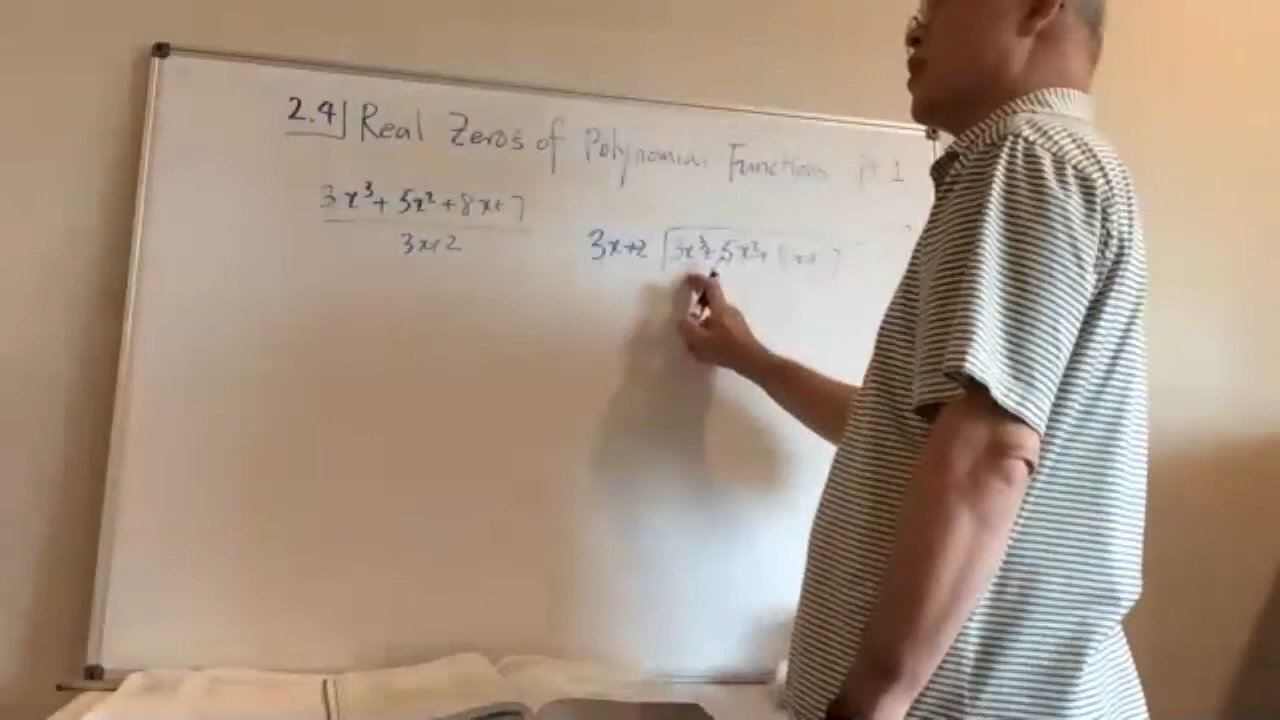 2.4 Real Zeros of Polynomial Functions pt 1
3x³ + 5x² + 8x + 7
3x+2
3x+2 3x³+5x²+ 8x+ 7